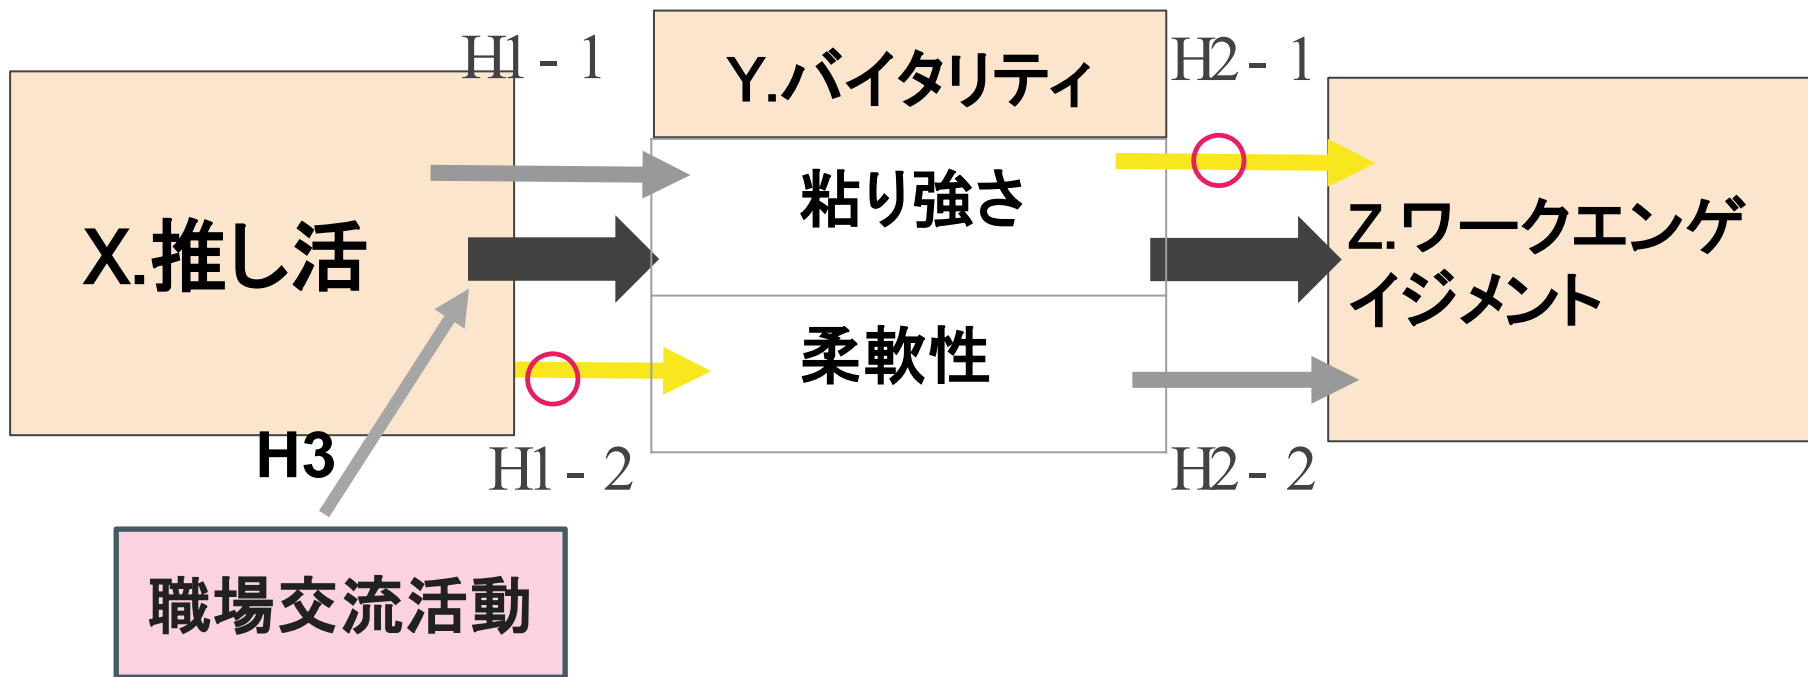 H1-1
Y.バイタリティ
H2-1
X.推し活
粘り強さ
Z.ワークエンゲ
イジメント
柔軟性
H3
H1-2
H2-2
職場交流活動